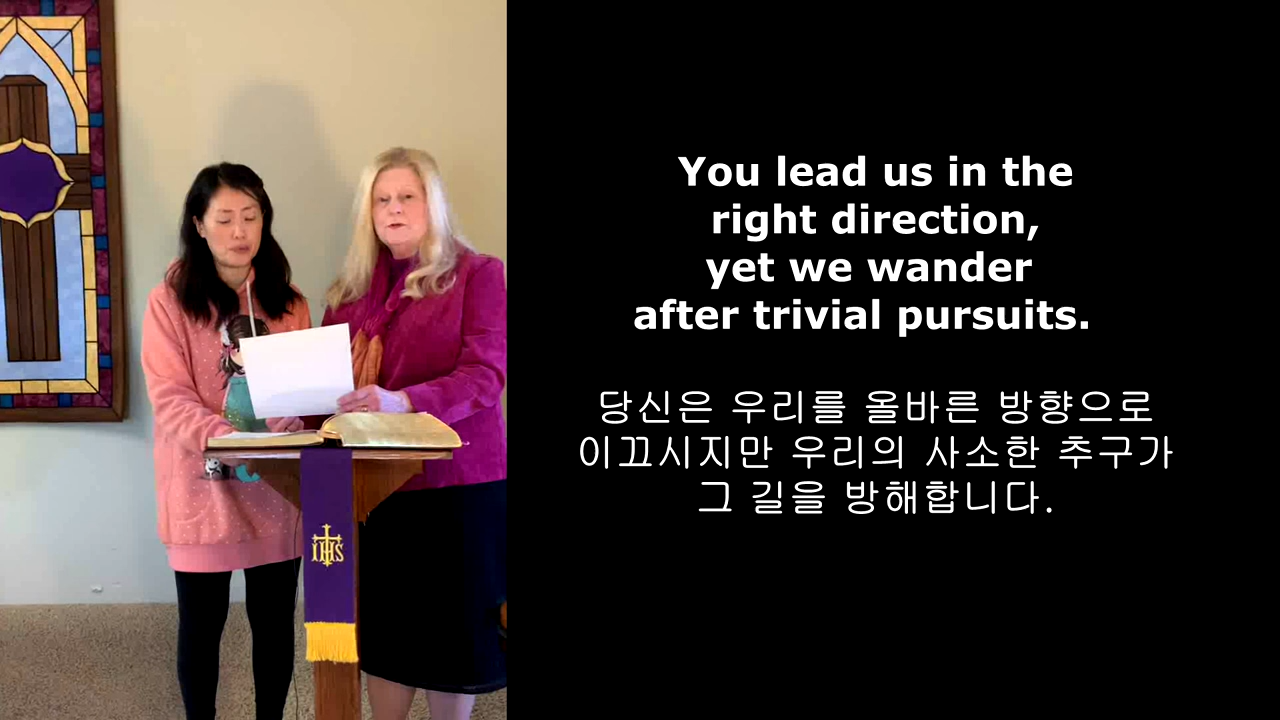 You lead us in the
right direction,
yet we wander
after trivial pursuits.
당신은 우리를 올바른 방향으로
이끄시지만 우리의 사소한 추구가
그 길을 방해합니다.
IHS